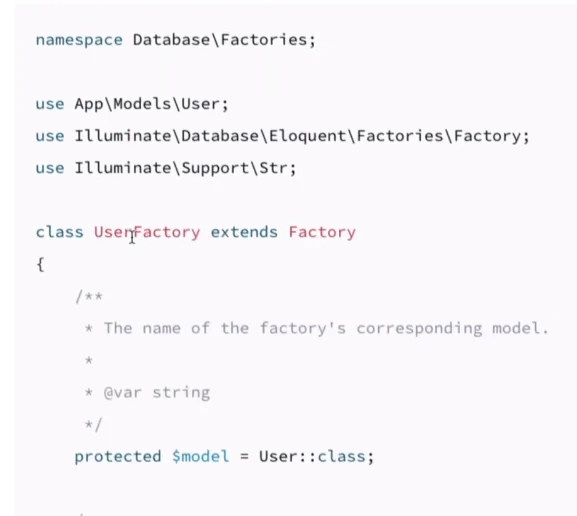 namespace Database\Factories;
use App\Models\User;
use Illuminate\Database\Eloquent\Factories\Factory;
use Illuminate\Support\Str;
class UserFactory extends Factory
{
/**
* The name of the factory's corresponding model.
*
* @var string
*/
protected $model = User::class;